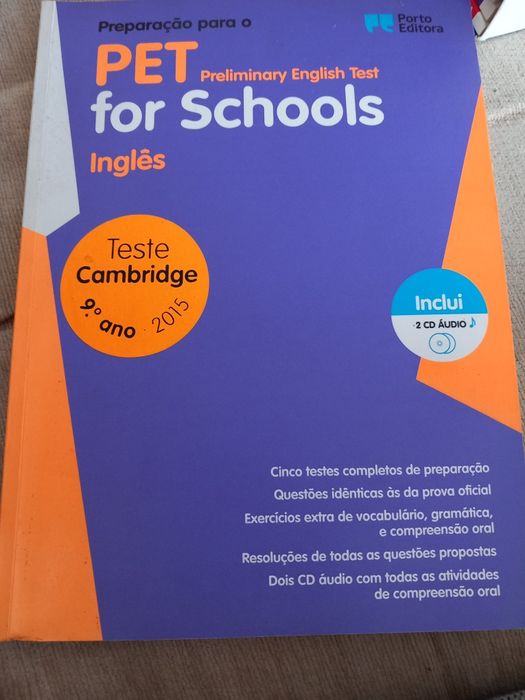 Preparação para o
Porto
Editora
PET Preliminary English Test
for Schools
Inglês
Teste
Cambridge
9.º ano · 2015
Inclui
· 2 CD ÁUDIO
Cinco testes completos de preparação
Questões idênticas às da prova oficial
Exercícios extra de vocabulário, gramática,
e compreensão oral
Resoluções de todas as questões propostas
Dois CD áudio com todas as atividades
de compreensão oral